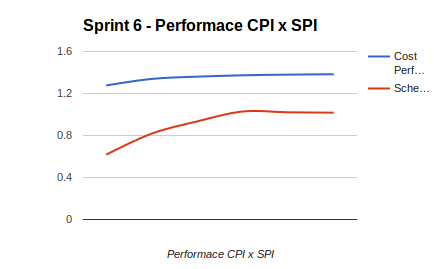 Sprint 6 - Performace CPI x SPI
1.6
1.2
0.8
0.4
0
Cost
Perf…
Sche…
Performace CPI x SPI